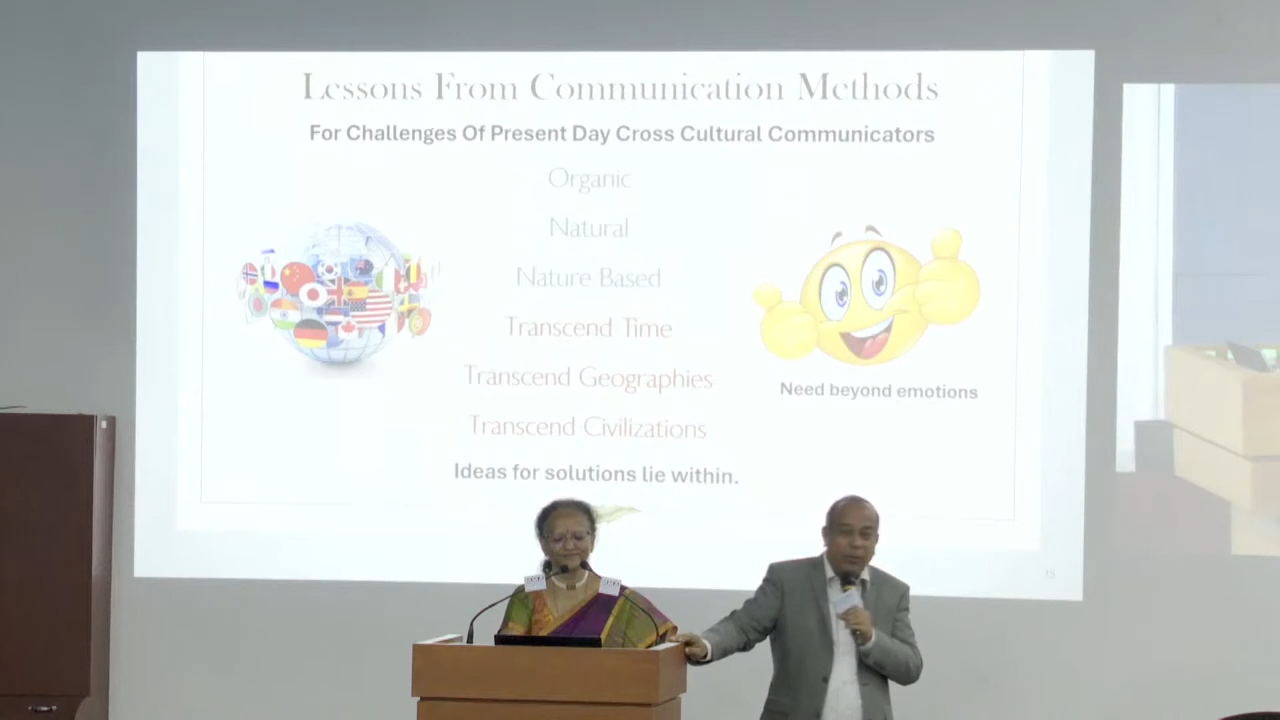 Lessons From Communication Methods
For Challenges Of Present Day Cross Cultural Communicators
Organic
Natural
Nature Based
Transcend Time
Transcend Geographies
Transcend Civilizations
Need beyond emotions
Ideas for solutions lie within.
15